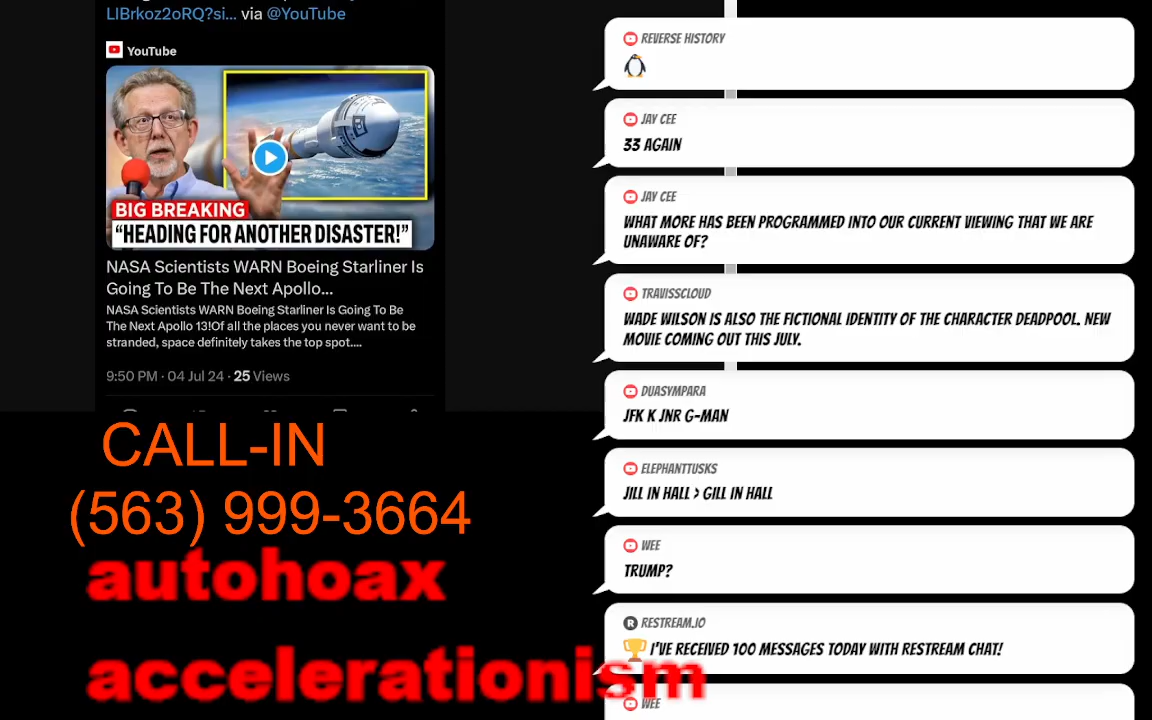 LIBrkoz2oRQ?si... via @YouTube
YouTube
BIG BREAKING
“HEADING FOR ANOTHER DISASTER!”
NASA Scientists WARN Boeing Starliner Is
Going To Be The Next Apollo...
NASA Scientists WARN Boeing Starliner Is Going To Be
The Next Apollo 13!Of all the places you never want to be
stranded, space definitely takes the top spot....
9:50 PM · 04 Jul 24 · 25 Views
CALL-IN
(563) 999-3664
autohoax
accelerationism
REVERSE HISTORY
JAY CEE
33 AGAIN
JAY CEE
WHAT MORE HAS BEEN PROGRAMMED INTO OUR CURRENT VIEWING THAT WE ARE
UNAWARE OF?
TRAVISSCLOUD
WADE WILSON IS ALSO THE FICTIONAL IDENTITY OF THE CHARACTER DEADPOOL. NEW
MOVIE COMING OUT THIS JULY.
DUASYMPARA
JFK K JNR G-MAN
ELEPHANTTUSKS
JILL IN HALL > GILL IN HALL
WEE
TRUMP?
RESTREAM.IO
I'VE RECEIVED 100 MESSAGES TODAY WITH RESTREAM CHAT!
WEE